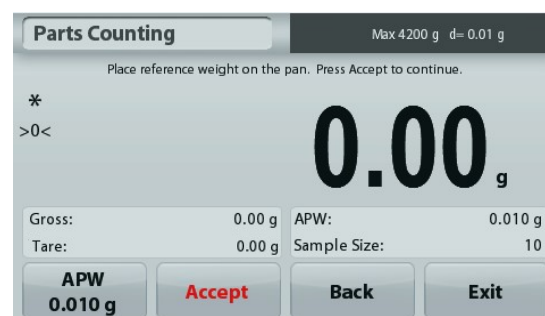 Parts Counting
Max 4200 g d= 0.01 g
Place reference weight on the pan. Press Accept to continue.
*
>0<
0.00 g
Gross: 0.00 g APW: 0.010 g
Tare: 0.00 g Sample Size: 10
APW
0.010 g
Accept
Back
Exit